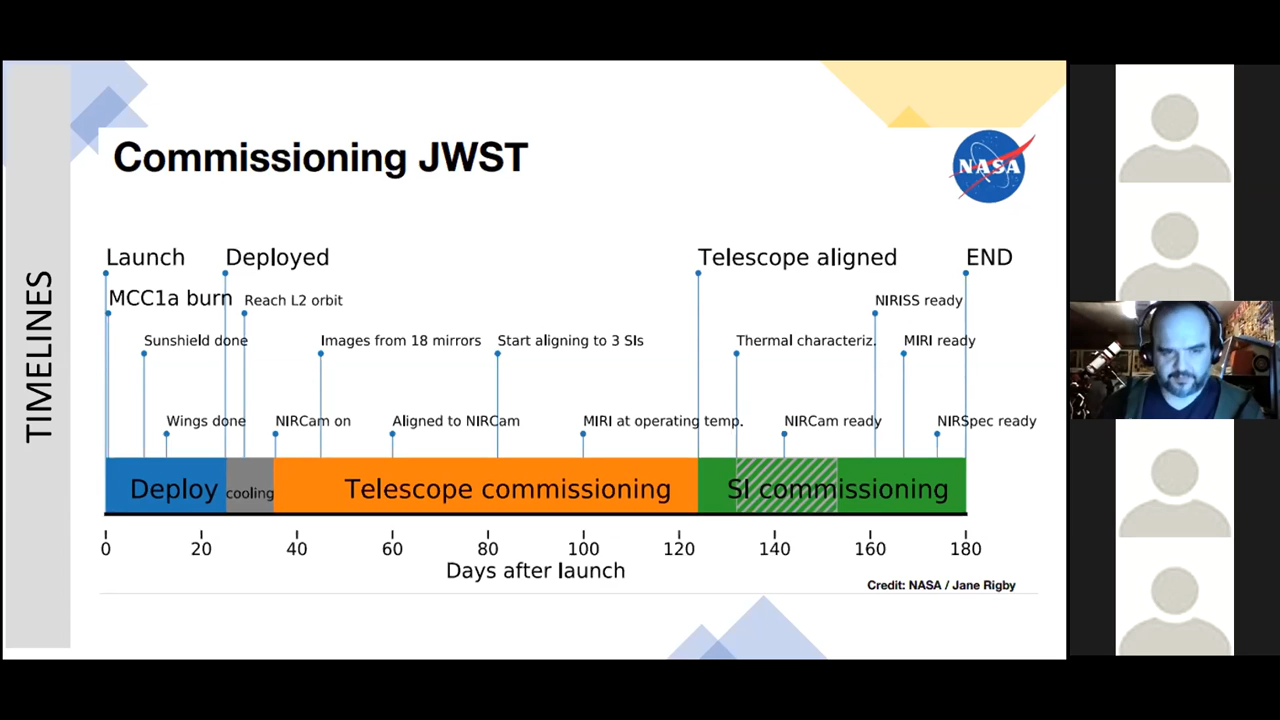 TIMELINES
Commissioning JWST
NASA
Launch
Deployed
Telescope aligned
END
MCC1a burn
Reach L2 orbit
NIRISS ready
Sunshield done
Images from 18 mirrors
Start aligning to 3 SIs
Thermal characteriz.
MIRI ready
Wings done
NIRCam on
Aligned to NIRCam
MIRI at operating temp.
NIRCam ready
NIRSpec ready
Deploy
cooling
Telescope commissioning
SI commissioning
0 20 40 60 80 100 120 140 160 180
Days after launch
Credit: NASA / Jane Rigby